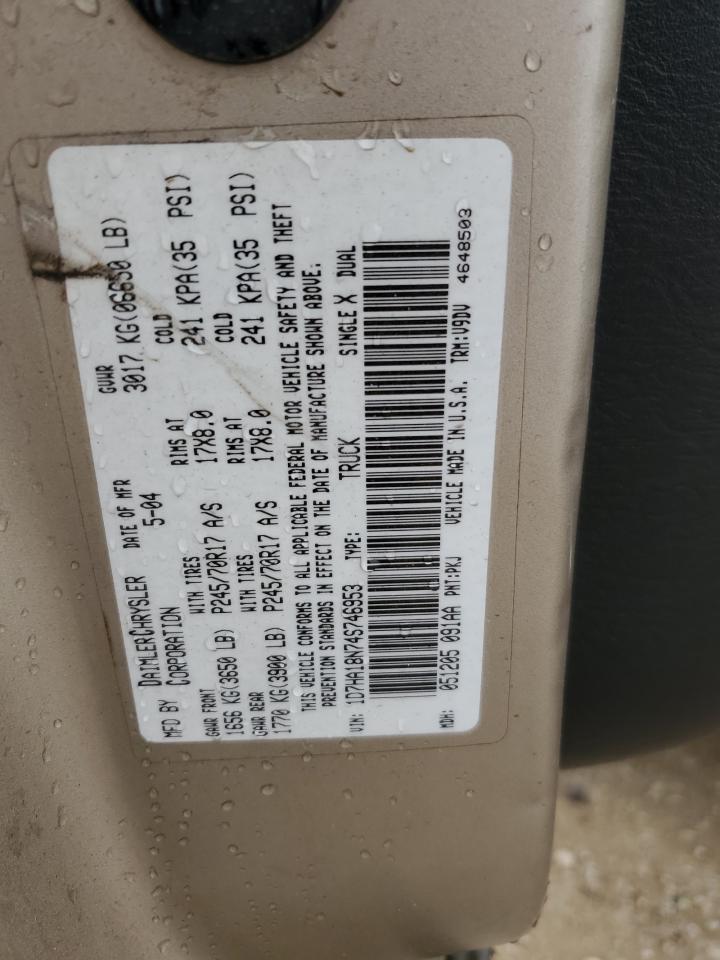 MFD BY DAIMLERCHRYSLER CORPORATION DATE OF MFR 5-04 GVWR 3017 KG(06650 LB)
GAWR FRONT WITH TIRES RIMS AT COLD
1656 KG(3650 LB) P245/70R17 A/S 17X8.0 241 KPA(35 PSI)
GAWR REAR WITH TIRES RIMS AT COLD
1770 KG(3900 LB) P245/70R17 A/S 17X8.0 241 KPA(35 PSI)
THIS VEHICLE CONFORMS TO ALL APPLICABLE FEDERAL MOTOR VEHICLE SAFETY AND THEFT
PREVENTION STANDARDS IN EFFECT ON THE DATE OF MANUFACTURE SHOWN ABOVE.
VIN: 1D7HA18N74S746953 TYPE: TRUCK SINGLE X DUAL
MDH: 051205 091AA PNT:PKJ VEHICLE MADE IN U.S.A. TRM:V9DV 4648503